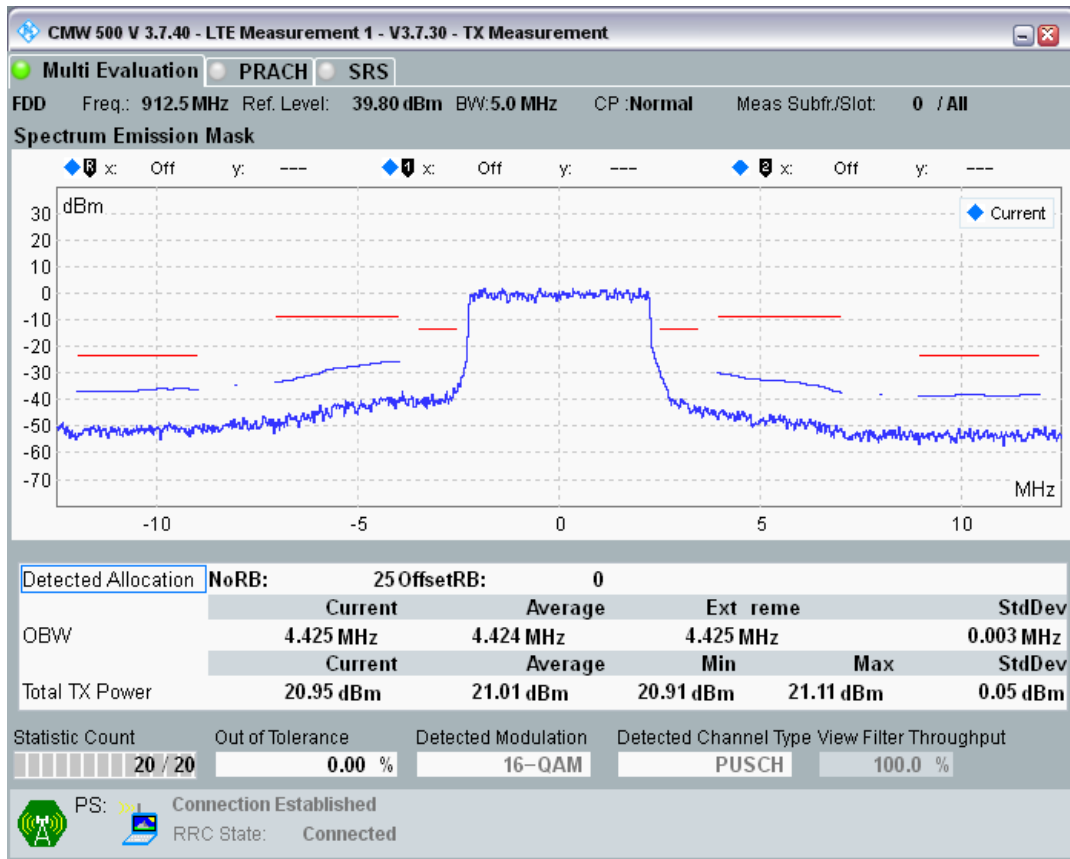 CMW 500 V 3.7.40 - LTE Measurement 1 - V3.7.30 - TX Measurement
Multi Evaluation PRACH SRS
FDD Freq.: 912.5 MHz Ref. Level: 39.80 dBm BW:5.0 MHz CP :Normal Meas Subfr./Slot: 0 / All
Spectrum Emission Mask
R x: Off y: --- 1 x: Off y: --- 2 x: Off y: ---
dBm
Current
30
20
10
0
-10
-20
-30
-40
-50
-60
-70
MHz
-10 -5 0 5 10
Detected Allocation NoRB: 25 OffsetRB: 0
Current Average Ext reme StdDev
OBW 4.425 MHz 4.424 MHz 4.425 MHz 0.003 MHz
Current Average Min Max StdDev
Total TX Power 20.95 dBm 21.01 dBm 20.91 dBm 21.11 dBm 0.05 dBm
Statistic Count Out of Tolerance Detected Modulation Detected Channel Type View Filter Throughput
20 / 20 0.00 % 16-QAM PUSCH 100.0 %
PS: Connection Established
RRC State: Connected